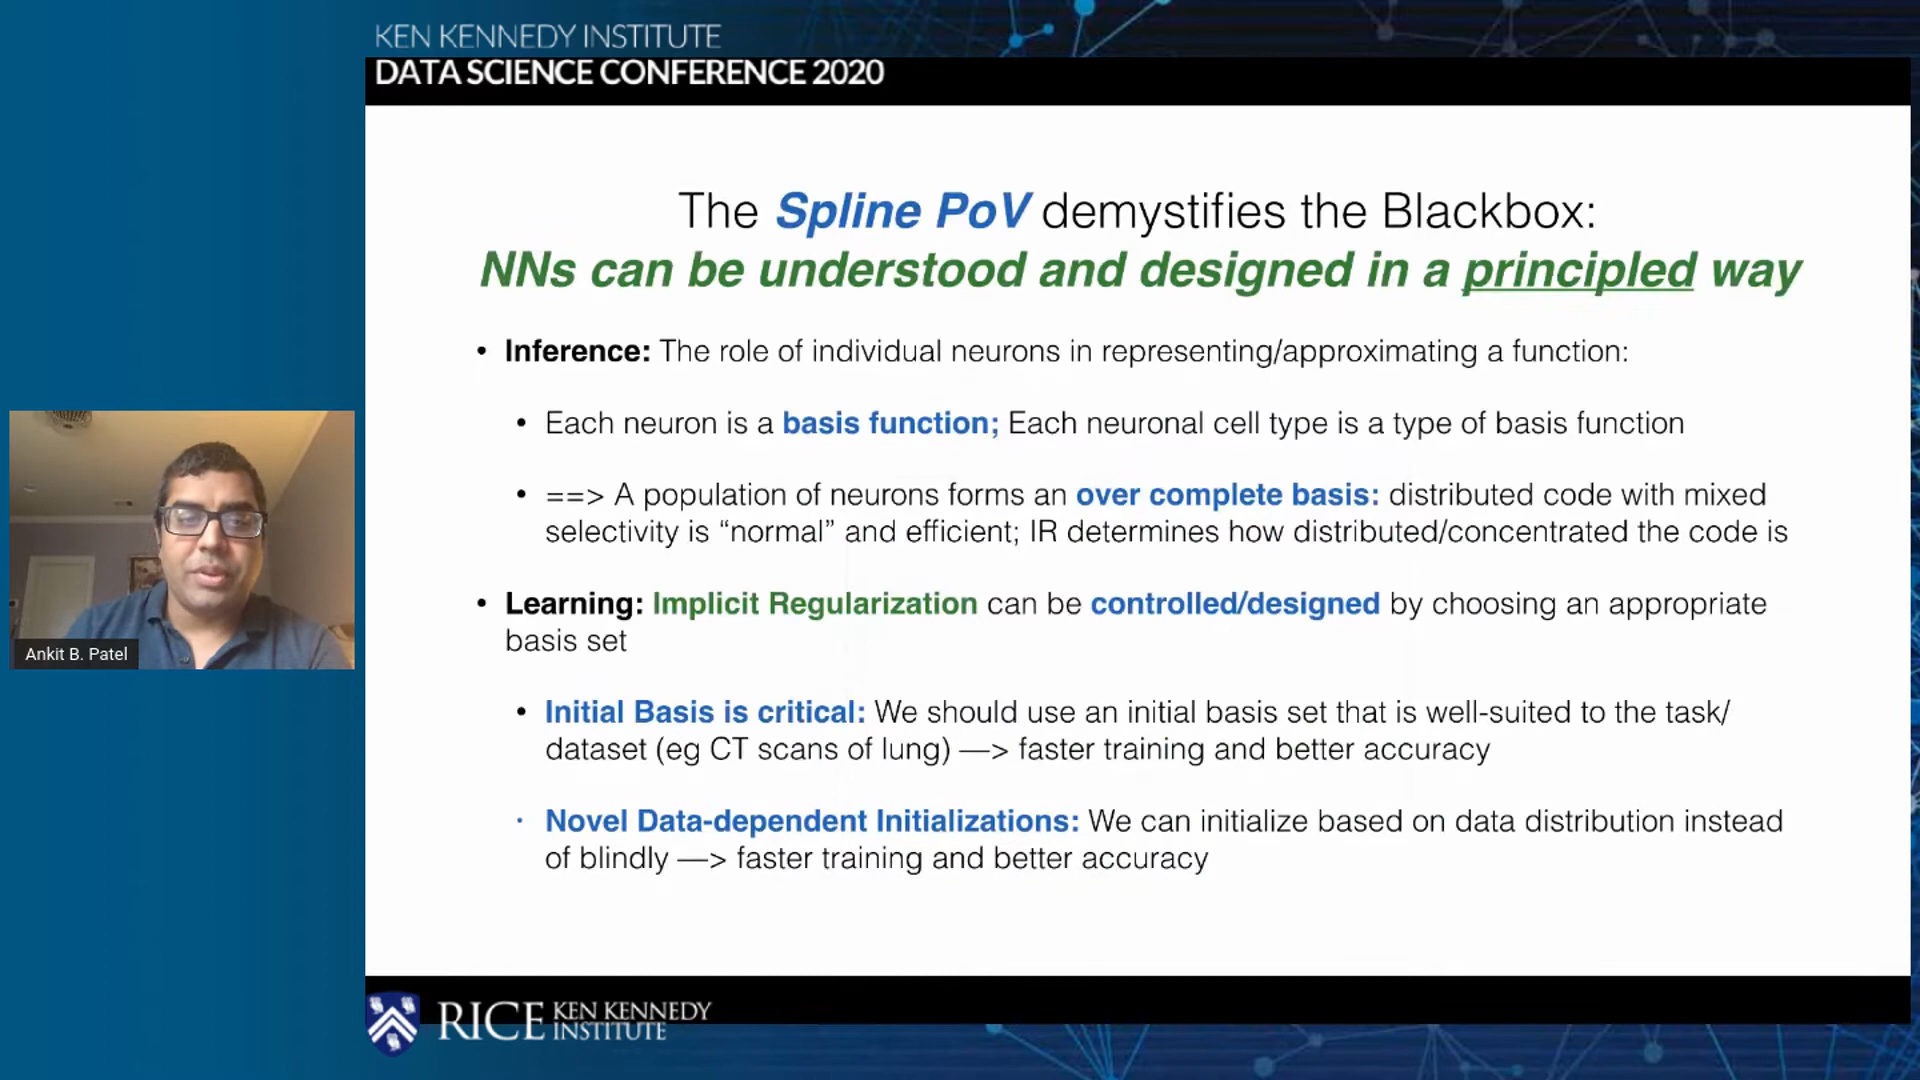 KEN KENNEDY INSTITUTE
DATA SCIENCE CONFERENCE 2020
The Spline PoV demystifies the Blackbox:
NNs can be understood and designed in a principled way
• Inference: The role of individual neurons in representing/approximating a function:
• Each neuron is a basis function; Each neuronal cell type is a type of basis function
• ==> A population of neurons forms an over complete basis: distributed code with mixed
selectivity is “normal” and efficient; IR determines how distributed/concentrated the code is
• Learning: Implicit Regularization can be controlled/designed by choosing an appropriate
basis set
• Initial Basis is critical: We should use an initial basis set that is well-suited to the task/
dataset (eg CT scans of lung) —> faster training and better accuracy
• Novel Data-dependent Initializations: We can initialize based on data distribution instead
of blindly —> faster training and better accuracy
Ankit B. Patel
RICE KEN KENNEDY
INSTITUTE